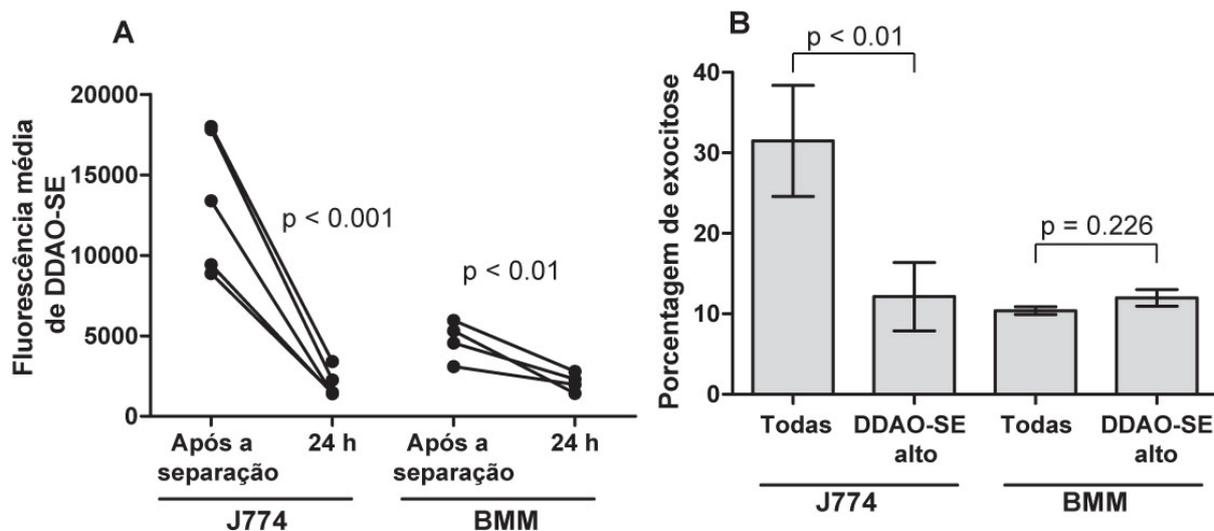 A
Fluorescência média
de DDAO-SE
20000
15000
10000
5000
0
p < 0.001
p < 0.01
Após a
separação
24 h
Após a
separação
24 h
J774
BMM
B
Porcentagem de exocitose
40
30
20
10
0
p < 0.01
p = 0.226
Todas
DDAO-SE
alto
Todas
DDAO-SE
alto
J774
BMM